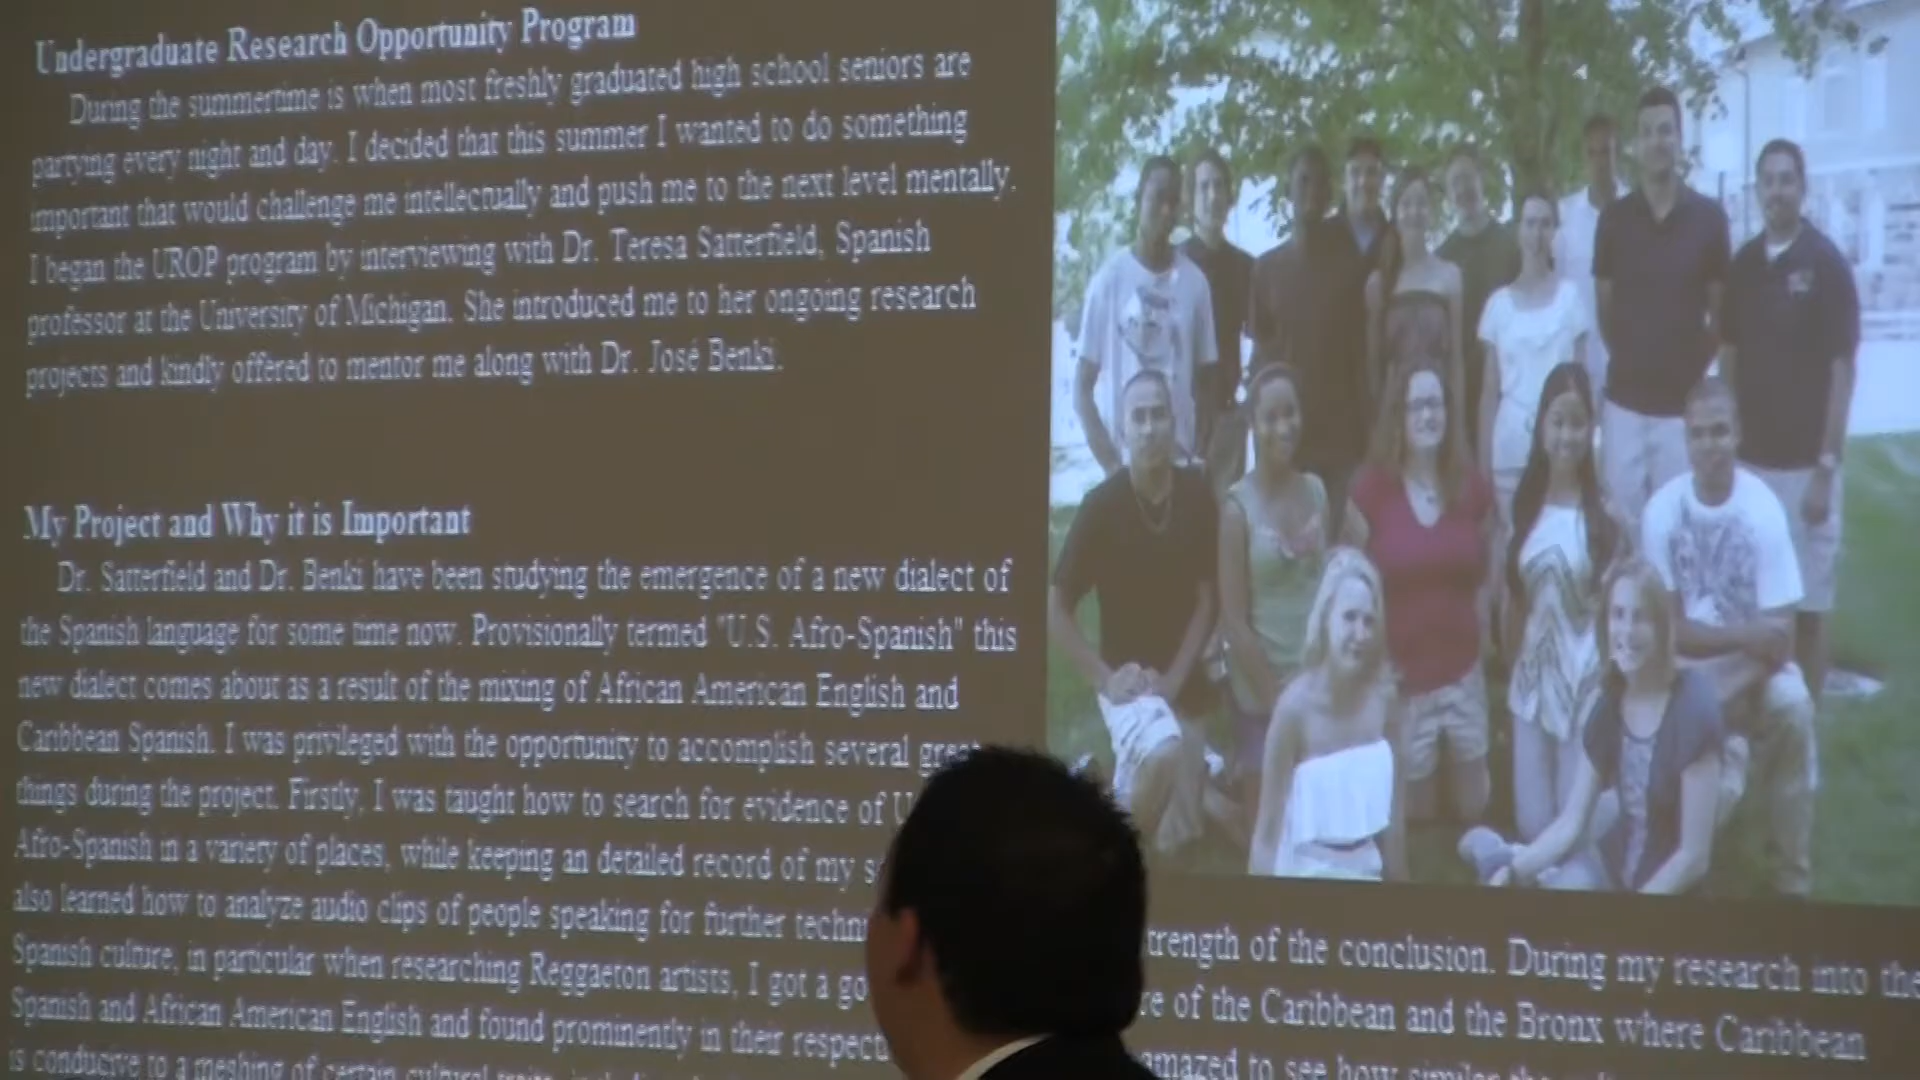 Undergraduate Research Opportunity Program
During the summertime is when most freshly graduated high school seniors are
partying every night and day. I decided that this summer I wanted to do something
important that would challenge me intellectually and push me to the next level mentally.
I began the UROP program by interviewing with Dr. Teresa Satterfield, Spanish
professor at the University of Michigan. She introduced me to her ongoing research
projects and kindly offered to mentor me along with Dr. José Benki.
My Project and Why it is Important
Dr. Satterfield and Dr. Benki have been studying the emergence of a new dialect of
the Spanish language for some time now. Provisionally termed "U.S. Afro-Spanish" this
new dialect comes about as a result of the mixing of African American English and
Caribbean Spanish. I was privileged with the opportunity to accomplish several great
things during the project. Firstly, I was taught how to search for evidence of
Afro-Spanish in a variety of places, while keeping an detailed record of my
also learned how to analyze audio clips of people speaking for further
trength of the conclusion. During my research into the
Spanish culture, in particular when researching Reggaeton artists, I got a
re of the Caribbean and the Bronx where Caribbean
Spanish and African American English and found prominently in their
amazed to see how similar
is conducive to a meshing of certain cultural